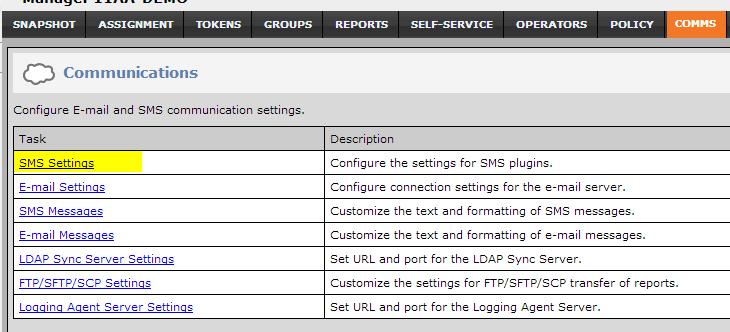 SNAPSHOT ASSIGNMENT TOKENS GROUPS REPORTS SELF-SERVICE OPERATORS POLICY COMMS
Communications
Configure E-mail and SMS communication settings.
Task Description
SMS Settings Configure the settings for SMS plugins.
E-mail Settings Configure connection settings for the e-mail server.
SMS Messages Customize the text and formatting of SMS messages.
E-mail Messages Customize the text and formatting of e-mail messages.
LDAP Sync Server Settings Set URL and port for the LDAP Sync Server.
FTP/SFTP/SCP Settings Customize the settings for FTP/SFTP/SCP transfer of reports.
Logging Agent Server Settings Set URL and port for the Logging Agent Server.